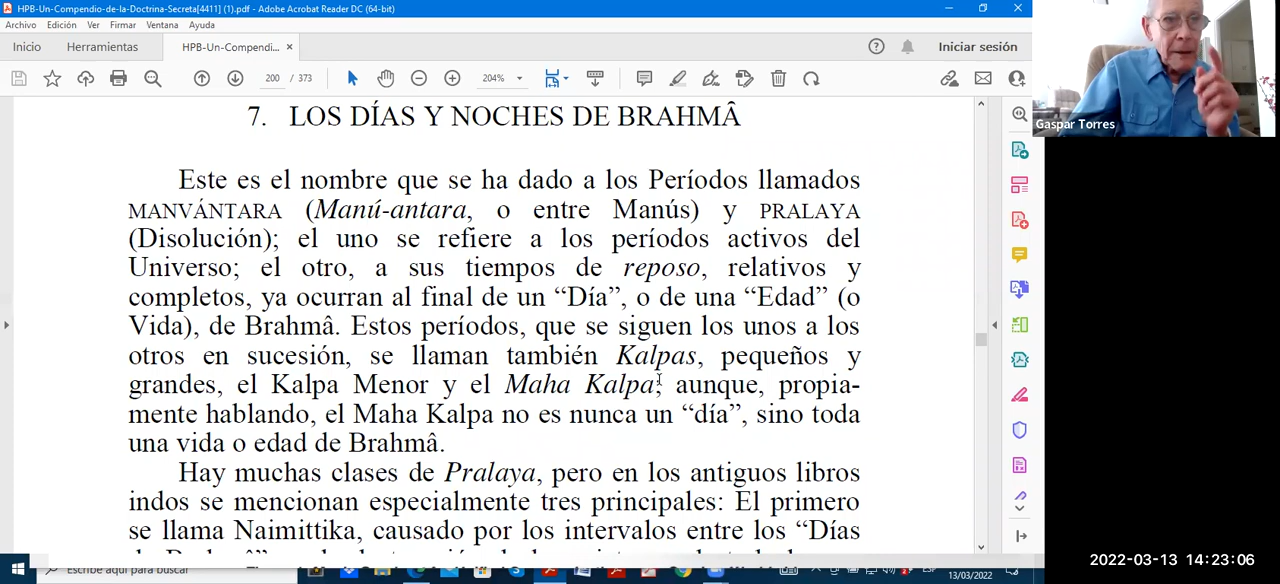 HPB-Un-Compendio-de-la-Doctrina-Secreta[4411] (1).pdf - Adobe Acrobat Reader DC (64-bit)
Archivo Edición Ver Firmar Ventana Ayuda
Inicio Herramientas HPB-Un-Compendi... × Iniciar sesión
200 / 373 204%
Gaspar Torres
7. LOS DÍAS Y NOCHES DE BRAHMÂ
Este es el nombre que se ha dado a los Períodos llamados
MANVÁNTARA (Manú-antara, o entre Manús) y PRALAYA
(Disolución); el uno se refiere a los períodos activos del
Universo; el otro, a sus tiempos de reposo, relativos y
completos, ya ocurran al final de un “Día”, o de una “Edad” (o
Vida), de Brahmâ. Estos períodos, que se siguen los unos a los
otros en sucesión, se llaman también Kalpas, pequeños y
grandes, el Kalpa Menor y el Maha Kalpa; aunque, propia-
mente hablando, el Maha Kalpa no es nunca un “día”, sino toda
una vida o edad de Brahmâ.
Hay muchas clases de Pralaya, pero en los antiguos libros
indos se mencionan especialmente tres principales: El primero
se llama Naimittika, causado por los intervalos entre los “Días
Escribe aquí para buscar
13/03/2022
2022-03-13 14:23:06